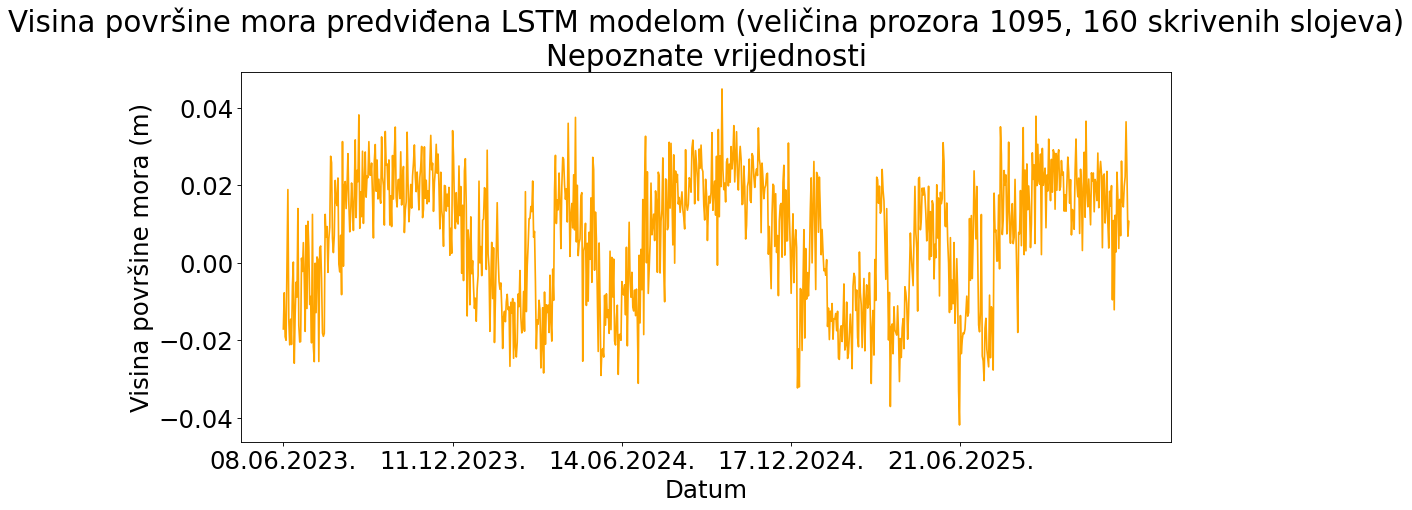 Visina površine mora predviđena LSTM modelom (veličina prozora 1095, 160 skrivenih slojeva)
Nepoznate vrijednosti
Visina površine mora (m)
0.04
0.02
0.00
−0.02
−0.04
08.06.2023. 11.12.2023. 14.06.2024. 17.12.2024. 21.06.2025.
Datum